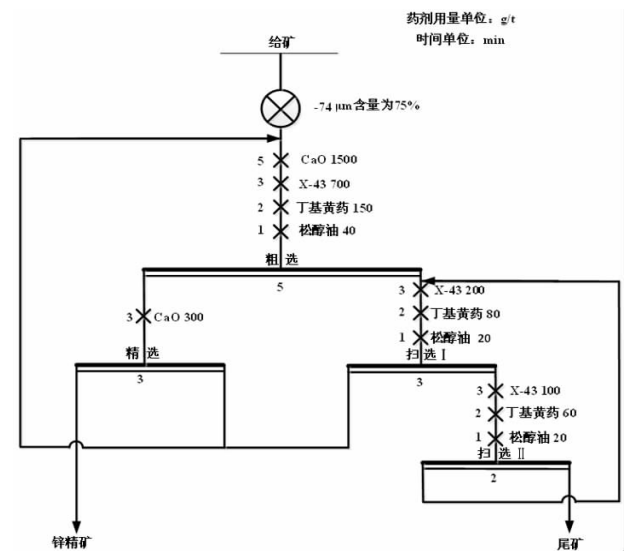 药剂用量单位：g/t
时间单位：min
给矿
-74 μm含量为75%
5 CaO 1500
3 X-43 700
2 丁基黄药 150
1 松醇油 40
粗 选
5
3 CaO 300
精 选
3
3 X-43 200
2 丁基黄药 80
1 松醇油 20
扫 选 Ⅰ
3
3 X-43 100
2 丁基黄药 60
1 松醇油 20
扫 选 Ⅱ
2
锌精矿
尾矿